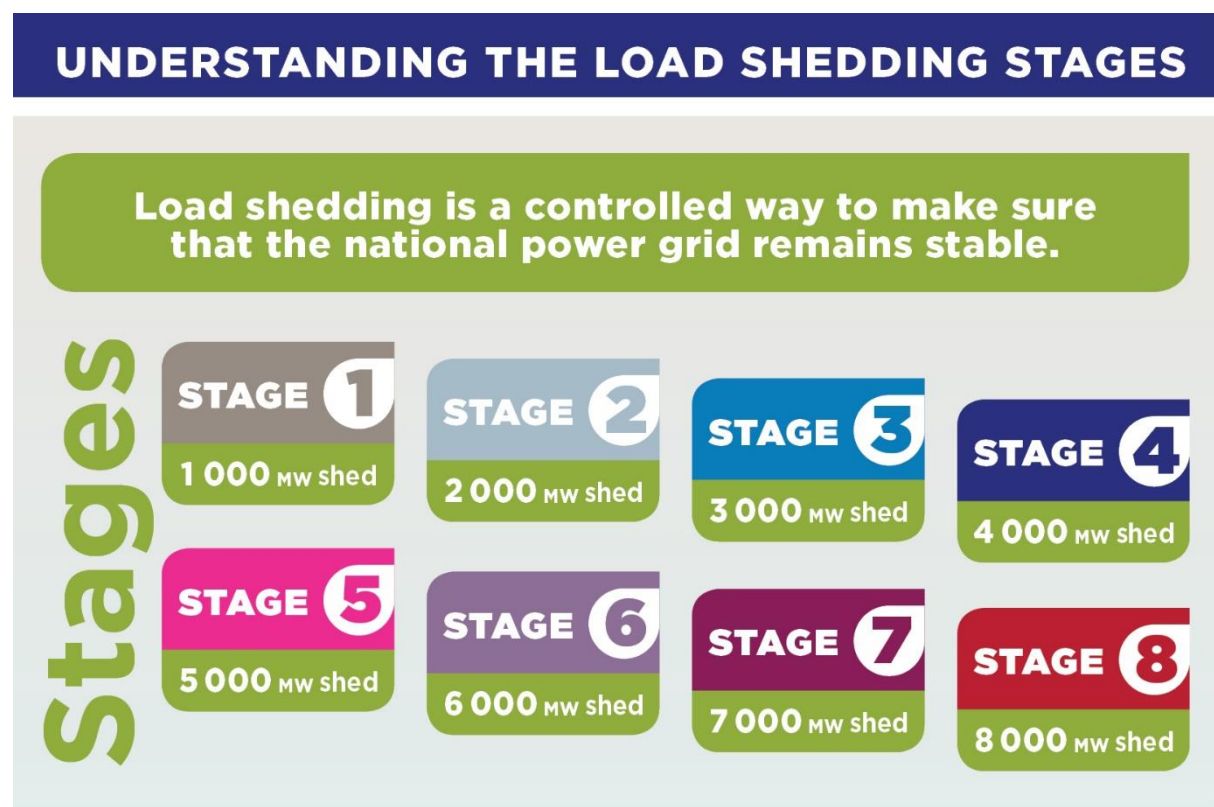 UNDERSTANDING THE LOAD SHEDDING STAGES
Load shedding is a controlled way to make sure
that the national power grid remains stable.
Stages
STAGE 1
1 000 MW shed
STAGE 2
2 000 MW shed
STAGE 3
3 000 MW shed
STAGE 4
4 000 MW shed
STAGE 5
5 000 MW shed
STAGE 6
6 000 MW shed
STAGE 7
7 000 MW shed
STAGE 8
8 000 MW shed